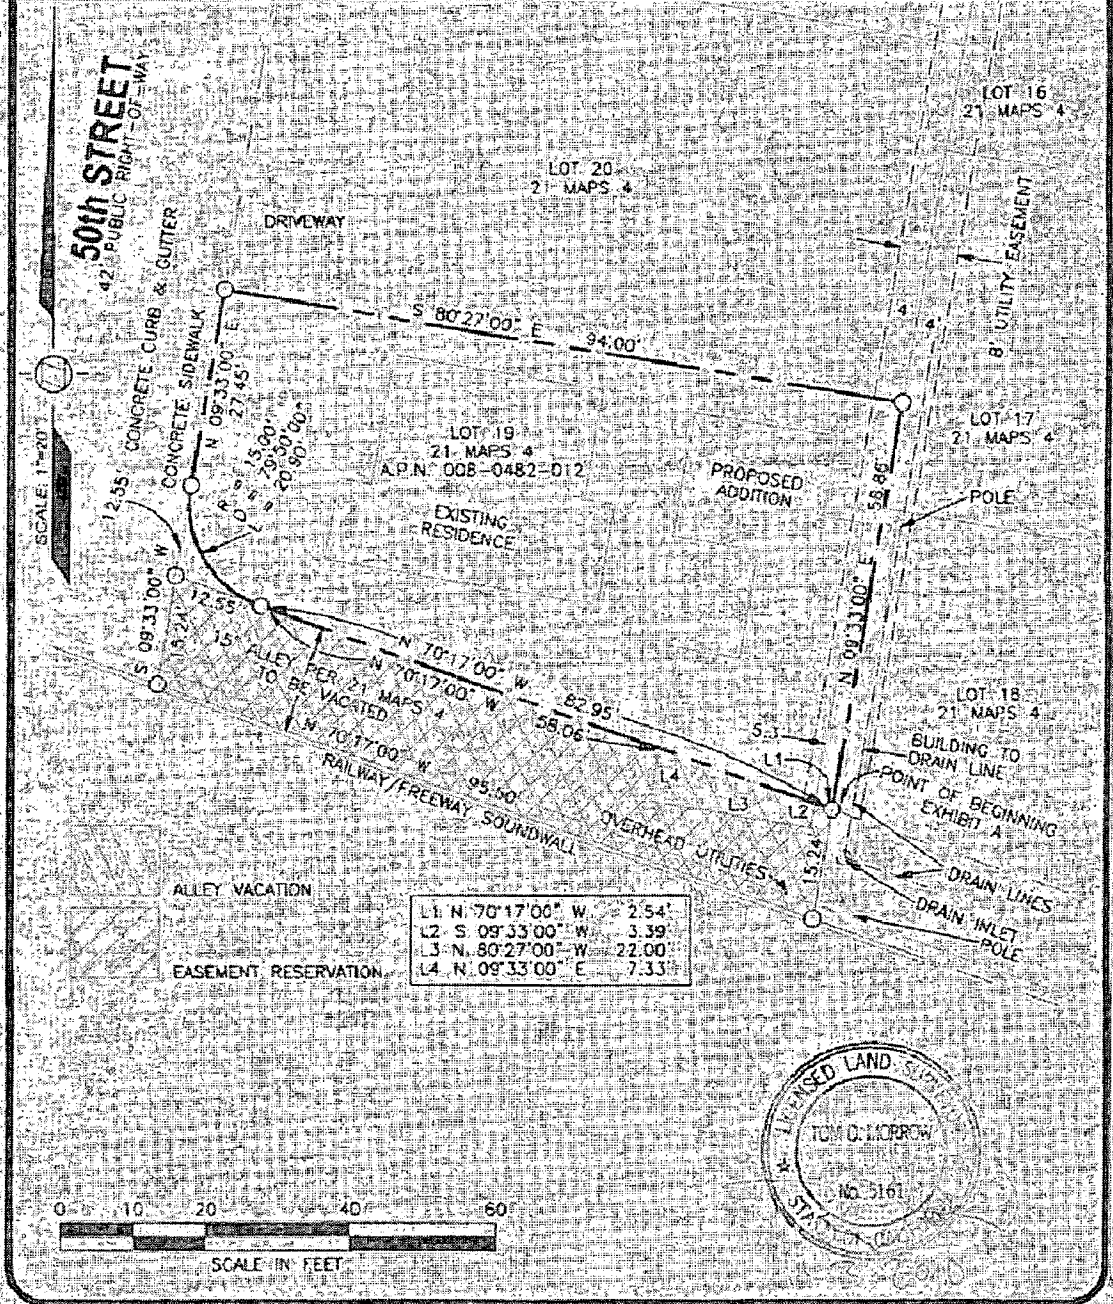 50th STREET
42' PUBLIC RIGHT-OF-WAY
SCALE: 1"=20'
CONCRETE CURB & GUTTER
CONCRETE SIDEWALK
DRIVEWAY
LOT 20
21 MAPS 4
LOT 16
21 MAPS 4
8' UTILITY EASEMENT
4 4
S 80°27'00" E
94.00'
N 09°33'00" E
27.45'
R = 15.00'
D = 79°50'00"
L = 20.90'
LOT 19
21 MAPS 4
A.P.N. 008-0482-012
EXISTING
RESIDENCE
PROPOSED
ADDITION
58.86'
N 09°33'00" E
LOT 17
21 MAPS 4
POLE
12.55'
12.55'
S 09°33'00" W
15.24'
15'
ALLEY PER 21 MAPS 4
TO BE VACATED
N 70°17'00" W
82.95'
N 70°17'00" W
58.06'
N 70°17'00" W
95.50'
RAILWAY/FREEWAY SOUNDWALL
LOT 18
21 MAPS 4
5.3
L1
L4
L3
L2
BUILDING TO
DRAIN LINE
POINT OF BEGINNING
EXHIBIT A
OVERHEAD UTILITIES
15.24'
DRAIN LINES
DRAIN INLET
POLE
ALLEY VACATION
EASEMENT RESERVATION
L1 N 70°17'00" W 2.54'
L2 S 09°33'00" W 3.39'
L3 N 80°27'00" W 22.00'
L4 N 09°33'00" E 7.33'
LICENSED LAND
TOM O. MORROW
No. 5161
0 10 20 40 60
SCALE IN FEET